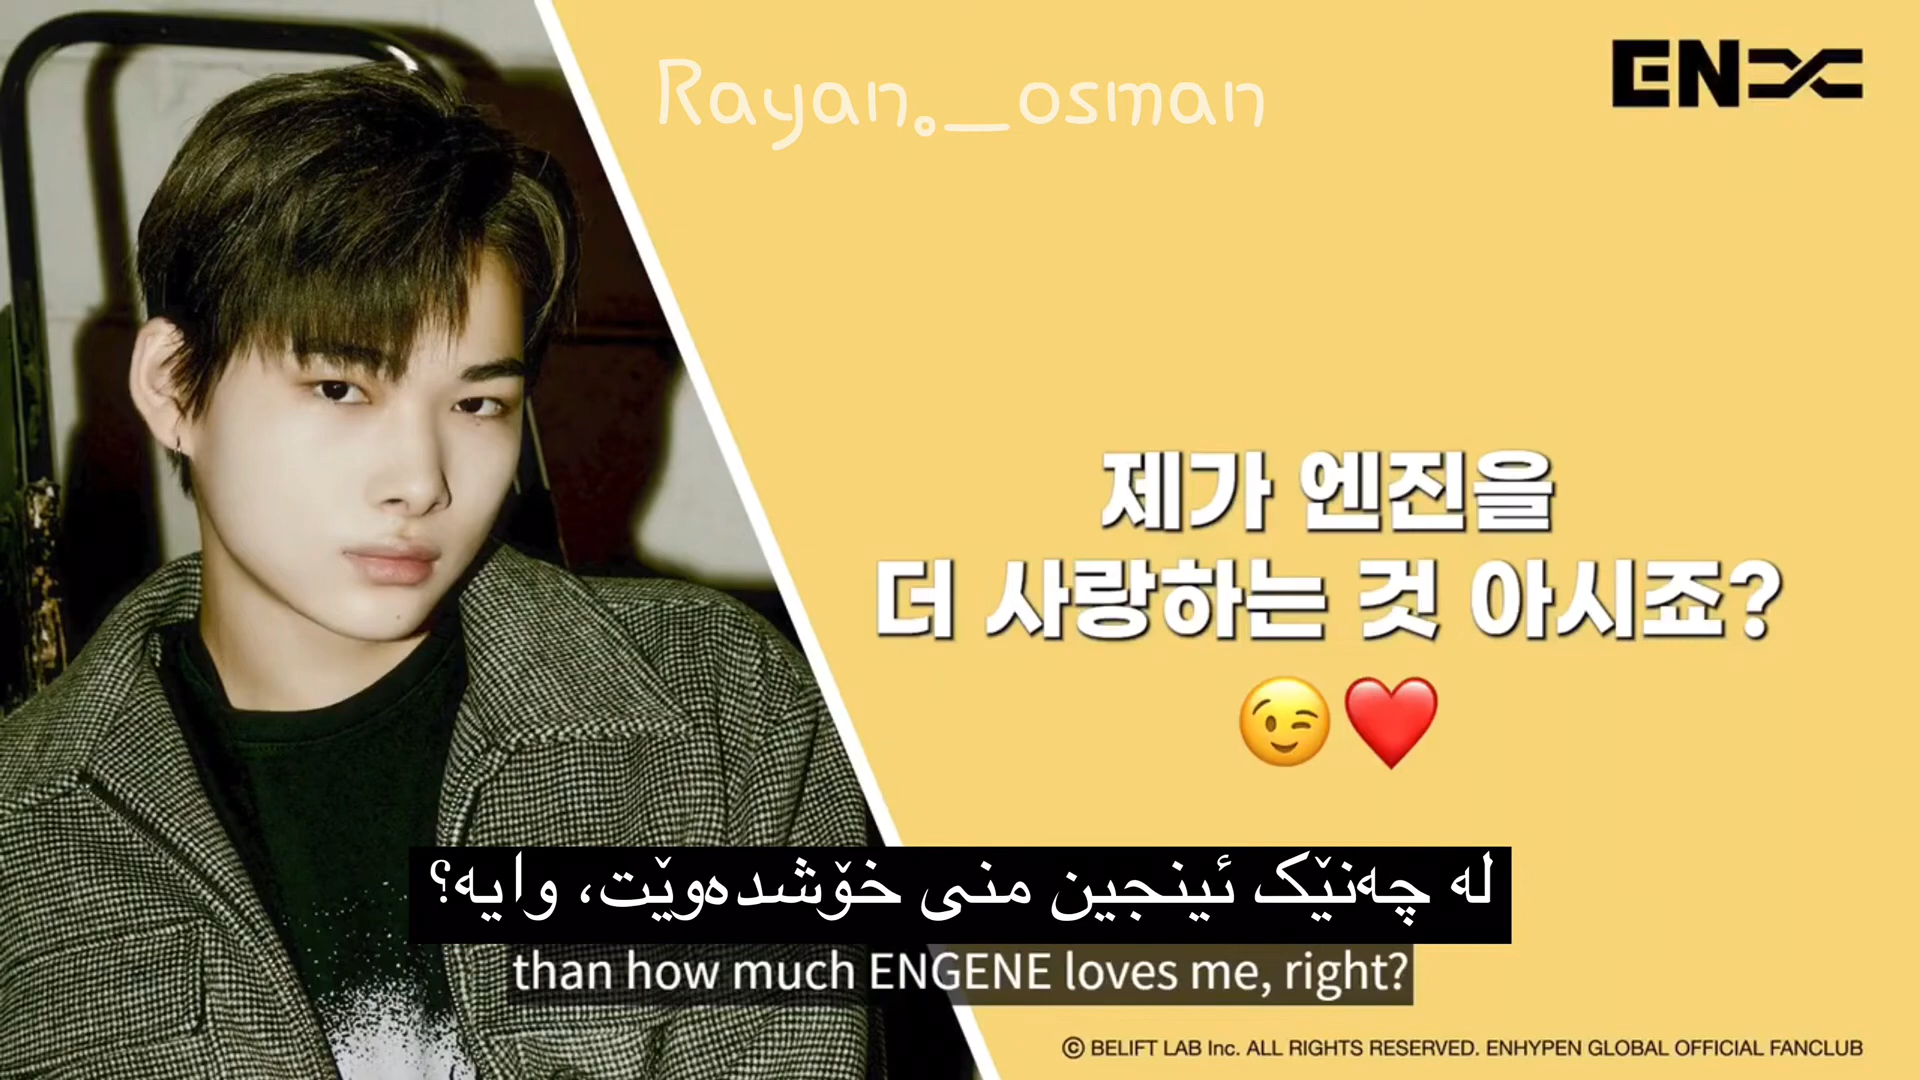 Rayan._osman
EN
제가 엔진을
더 사랑하는 것 아시죠?
😉❤️
لە چەنێک ئینجین منی خۆشدەوێت، وایە؟
than how much ENGENE loves me, right?
© BELIFT LAB Inc. ALL RIGHTS RESERVED. ENHYPEN GLOBAL OFFICIAL FANCLUB